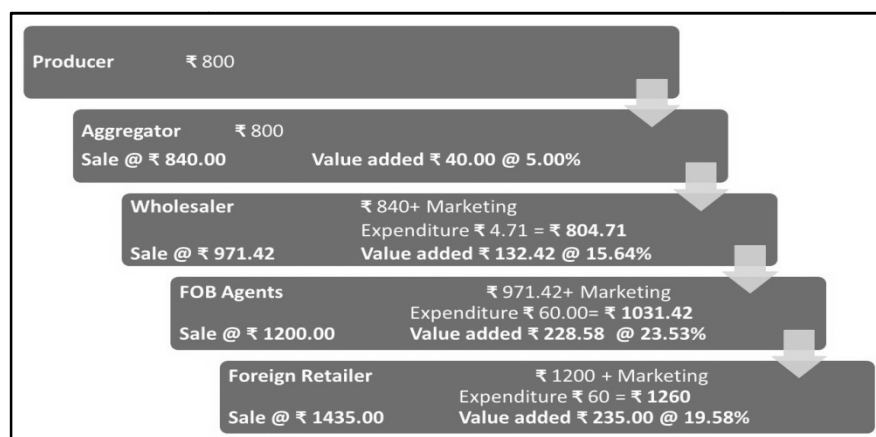 Producer ₹ 800
Aggregator ₹ 800
Sale @ ₹ 840.00 Value added ₹ 40.00 @ 5.00%
Wholesaler ₹ 840+ Marketing
Expenditure ₹ 4.71 = ₹ 804.71
Sale @ ₹ 971.42 Value added ₹ 132.42 @ 15.64%
FOB Agents ₹ 971.42+ Marketing
Expenditure ₹ 60.00= ₹ 1031.42
Sale @ ₹ 1200.00 Value added ₹ 228.58 @ 23.53%
Foreign Retailer ₹ 1200 + Marketing
Expenditure ₹ 60 = ₹ 1260
Sale @ ₹ 1435.00 Value added ₹ 235.00 @ 19.58%